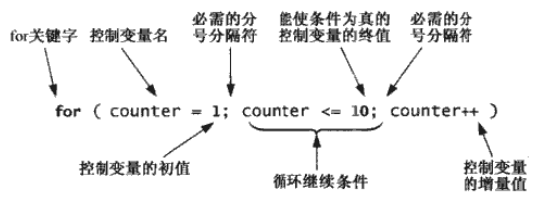 必需的分 能使条件为真的 必需的分
for关键字 控制变量名 号分隔符 控制变量的终值 号分隔符
for ( counter = 1; counter <= 10; counter++ )
控制变量的初值 循环继续条件 控制变量
的增量值